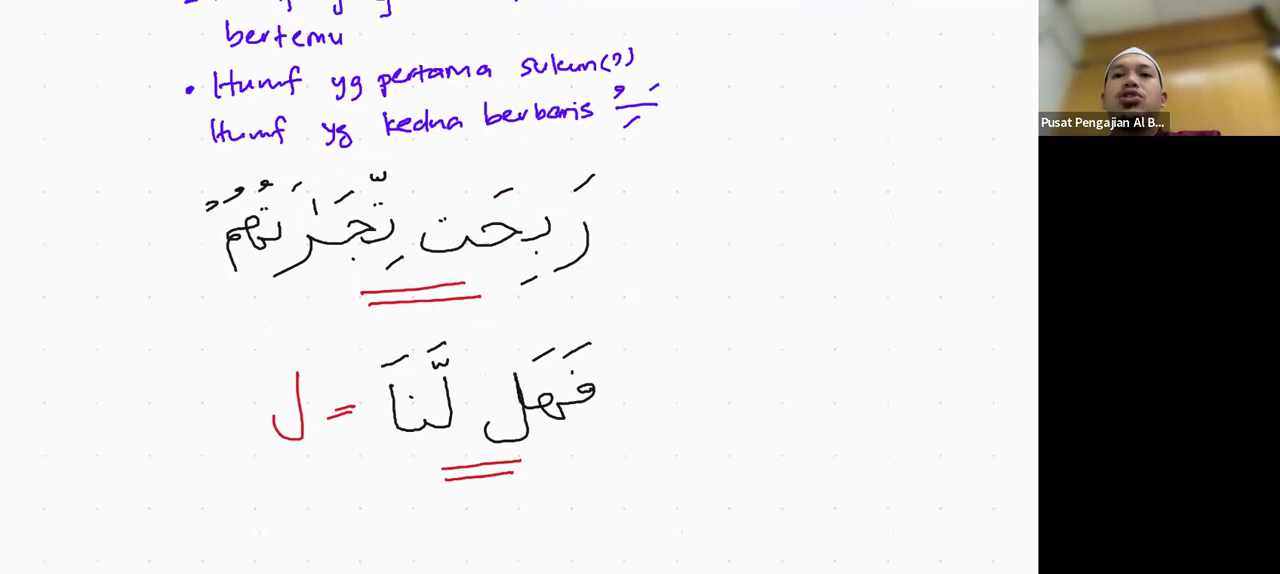 bertemu
• Huruf yg pertama sukun(ْ)
Huruf yg kedua berbaris ـَُِ
رَبِحَت تِّجَٰرَتُهُمْ
فَهَل لَّنَا = ل
Pusat Pengajian Al B...